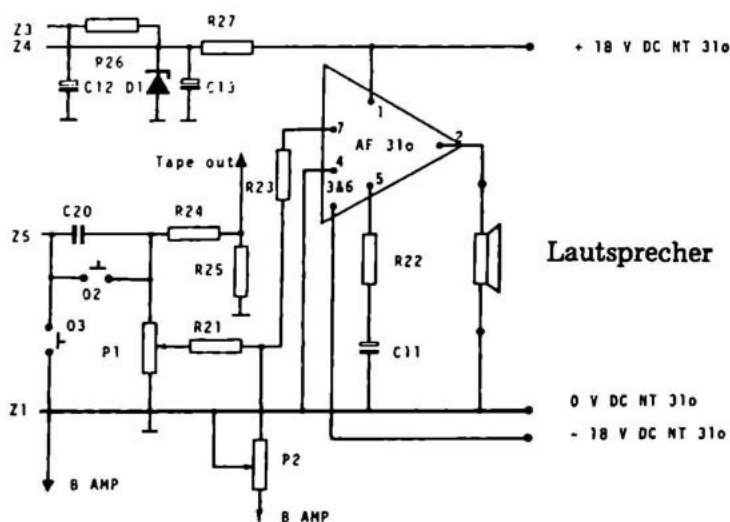 Z3
R27
Z4
+ 18 V DC NT 31o
R26
C12
D1
C13
1
7
AF 31o
2
4
Tape out
R23
3&6
5
C20
R24
Z5
R25
R22
Lautsprecher
O2
O3
R21
P1
C11
Z1
0 V DC NT 31o
- 18 V DC NT 31o
P2
B AMP
B AMP